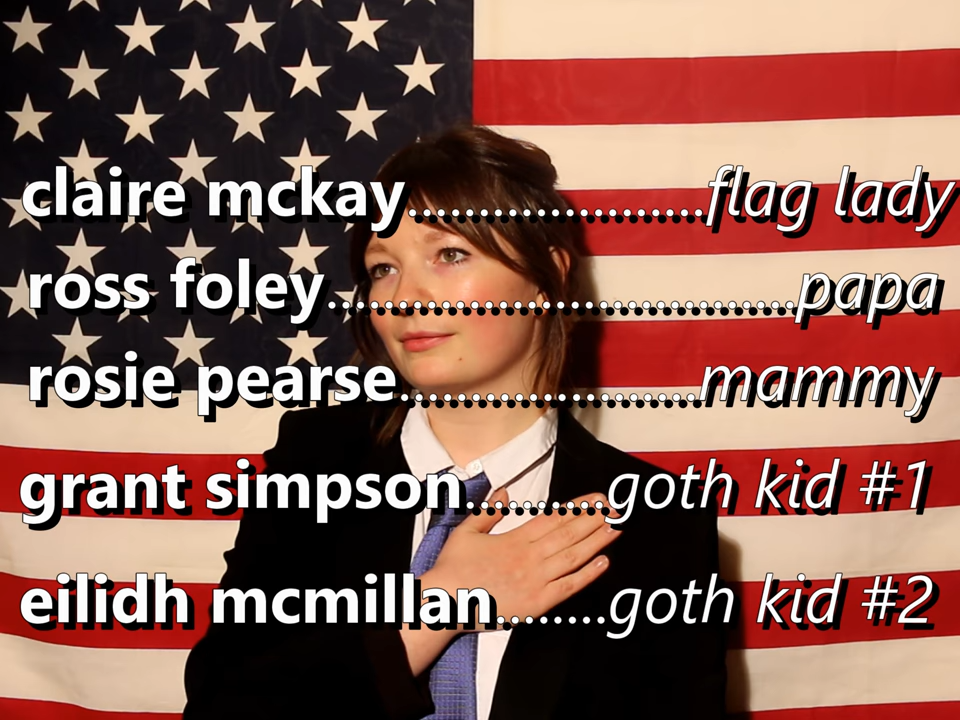 claire mckay.....................flag lady
ross foley.................................papa
rosie pearse.....................mammy
grant simpson..........goth kid #1
eilidh mcmillan........goth kid #2